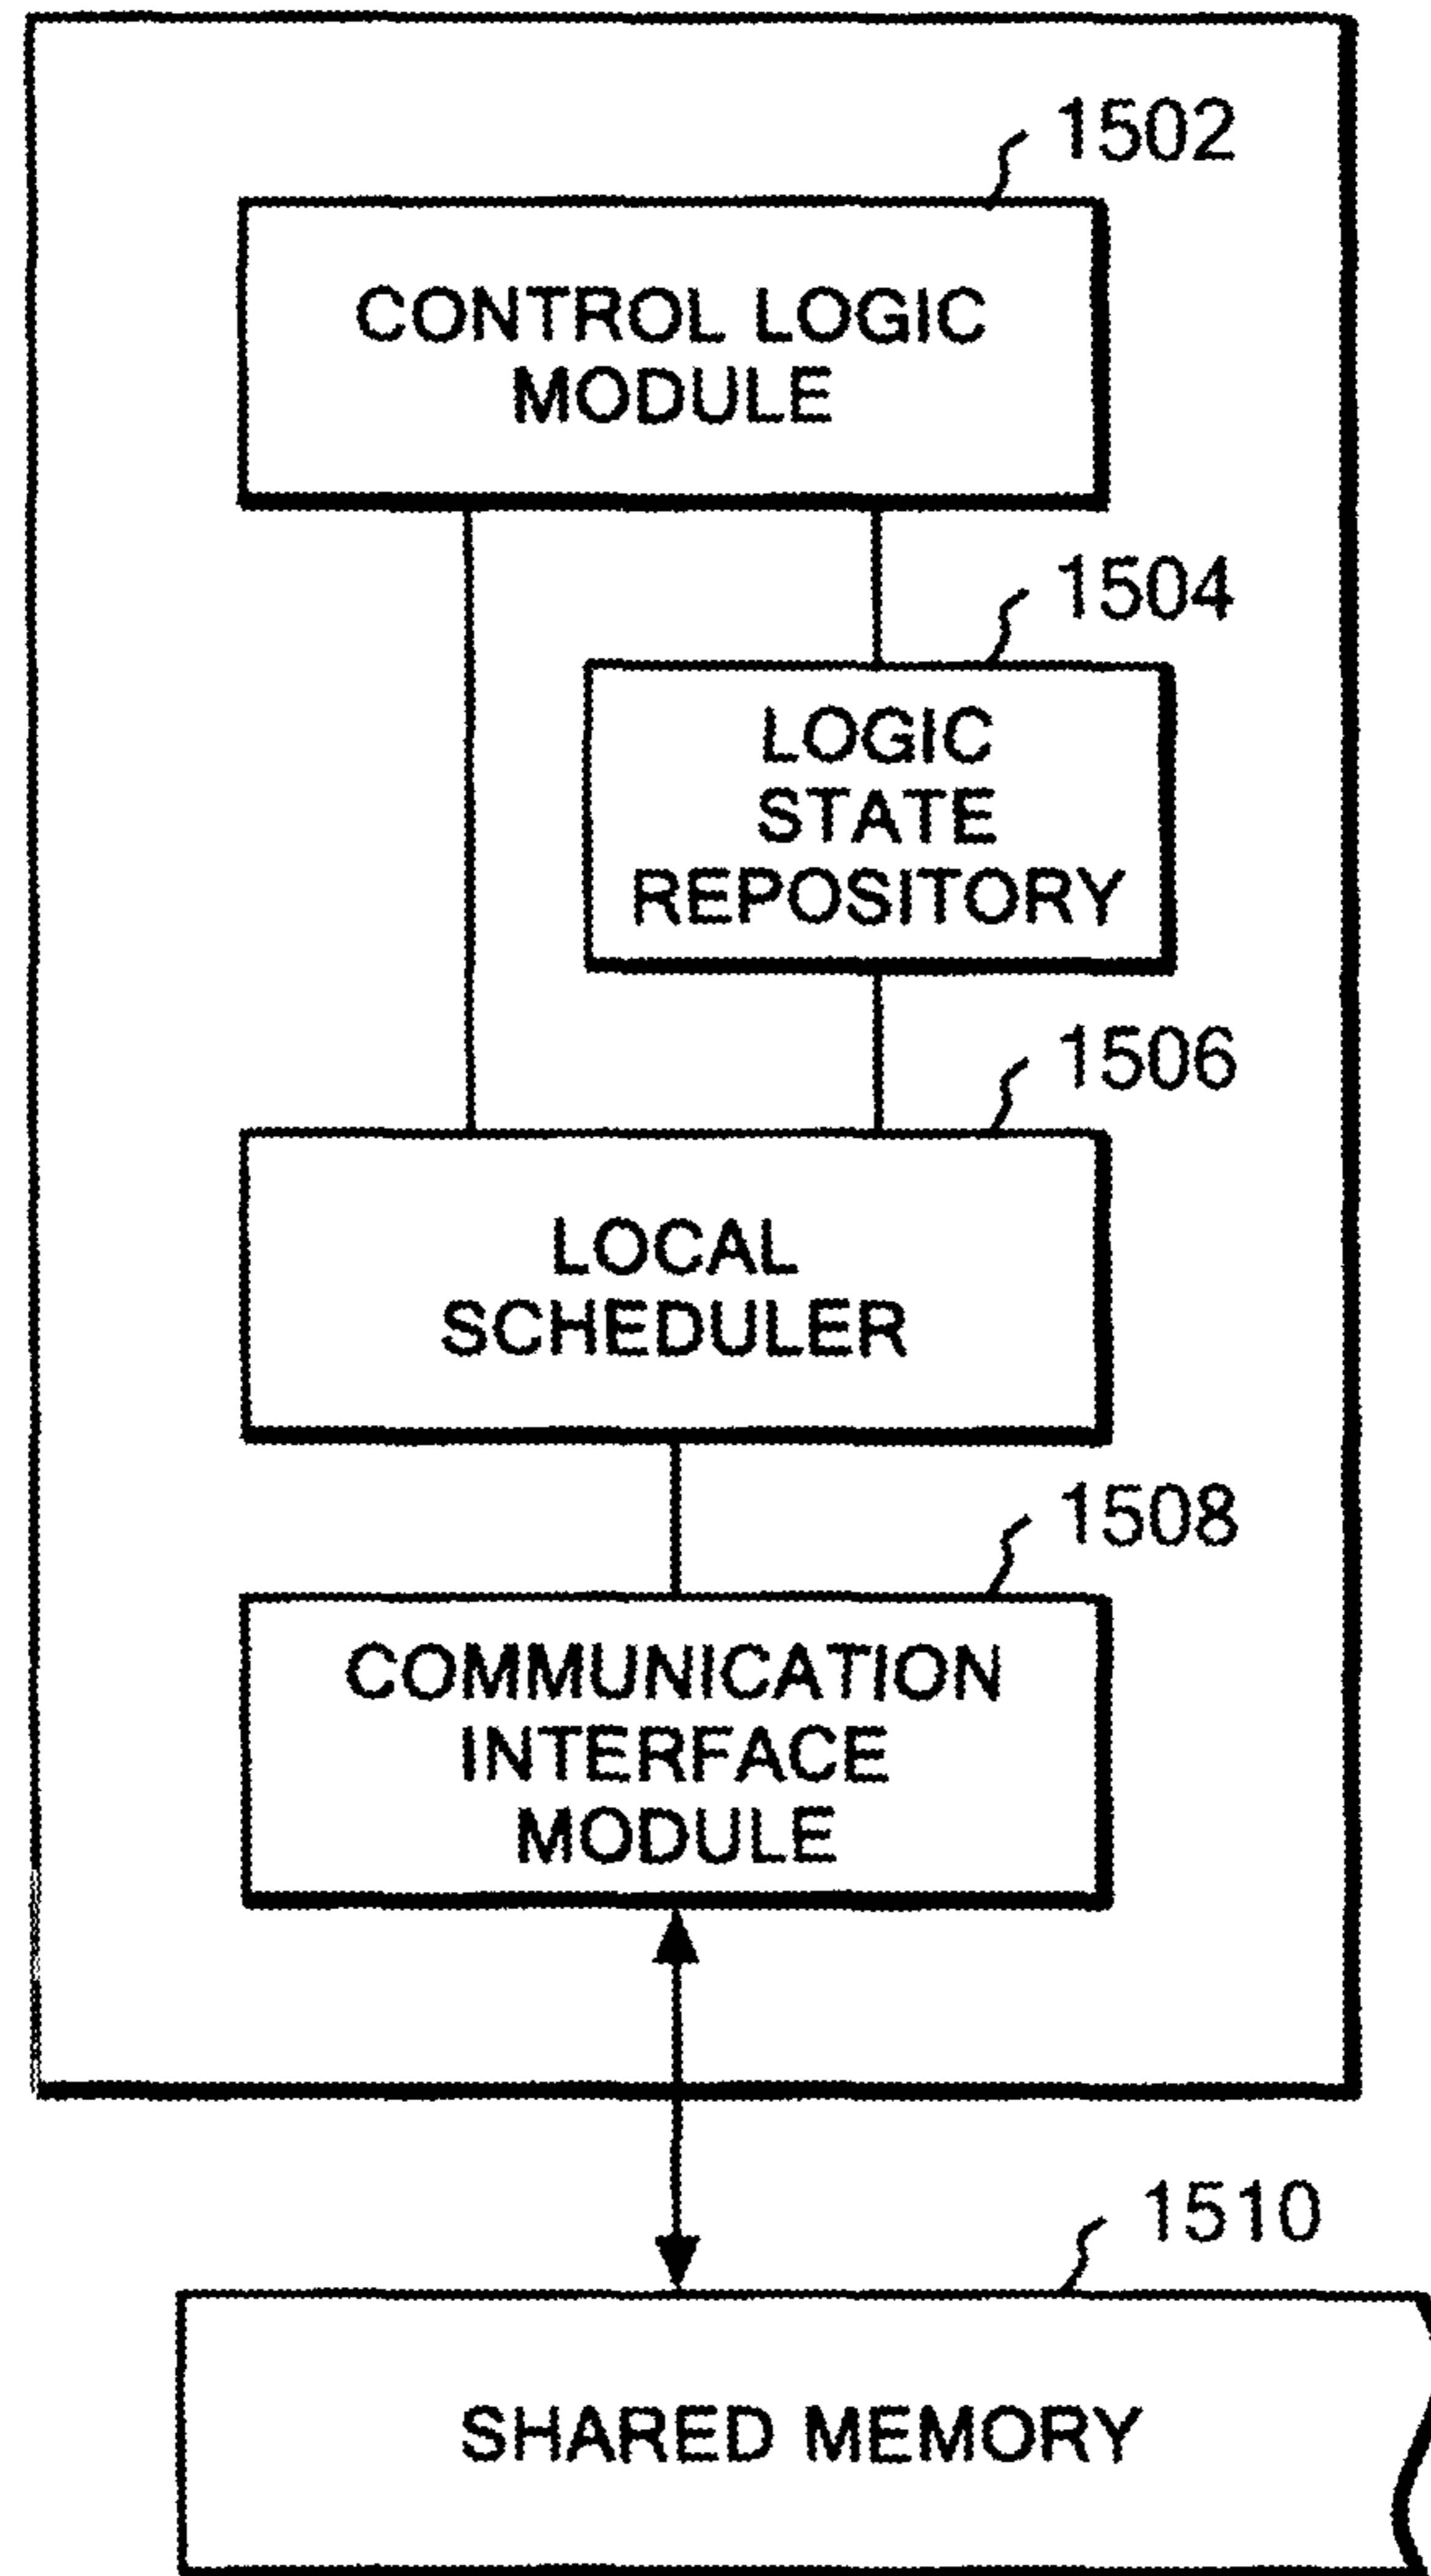 1502
CONTROL LOGIC
MODULE
1504
LOGIC
STATE
REPOSITORY
1506
LOCAL
SCHEDULER
1508
COMMUNICATION
INTERFACE
MODULE
1510
SHARED MEMORY